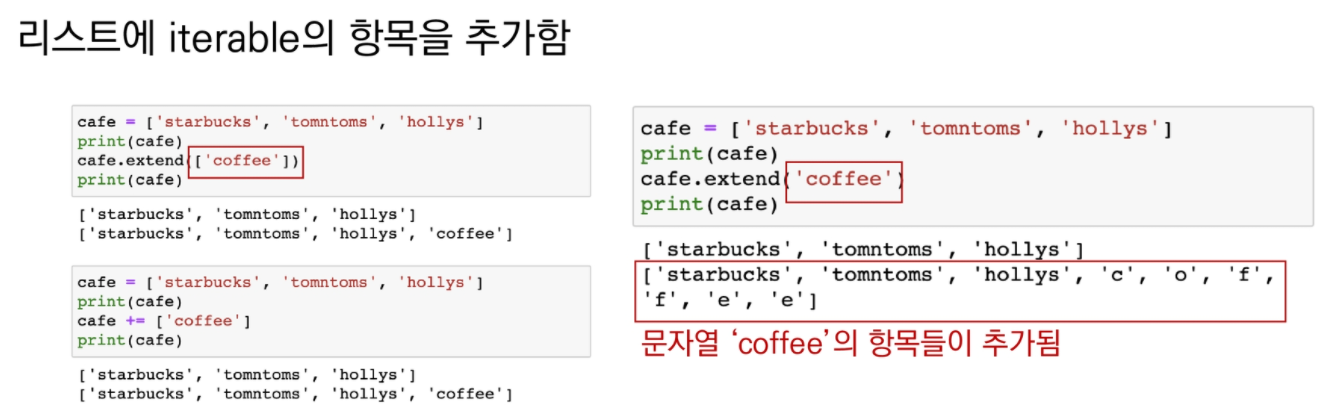 리스트에 iterable의 항목을 추가함
cafe = ['starbucks', 'tomntoms', 'hollys']
print(cafe)
cafe.extend(['coffee'])
print(cafe)
['starbucks', 'tomntoms', 'hollys']
['starbucks', 'tomntoms', 'hollys', 'coffee']
cafe = ['starbucks', 'tomntoms', 'hollys']
print(cafe)
cafe += ['coffee']
print(cafe)
['starbucks', 'tomntoms', 'hollys']
['starbucks', 'tomntoms', 'hollys', 'coffee']
cafe = ['starbucks', 'tomntoms', 'hollys']
print(cafe)
cafe.extend('coffee')
print(cafe)
['starbucks', 'tomntoms', 'hollys']
['starbucks', 'tomntoms', 'hollys', 'c', 'o', 'f',
'f', 'e', 'e']
문자열 ‘coffee’의 항목들이 추가됨